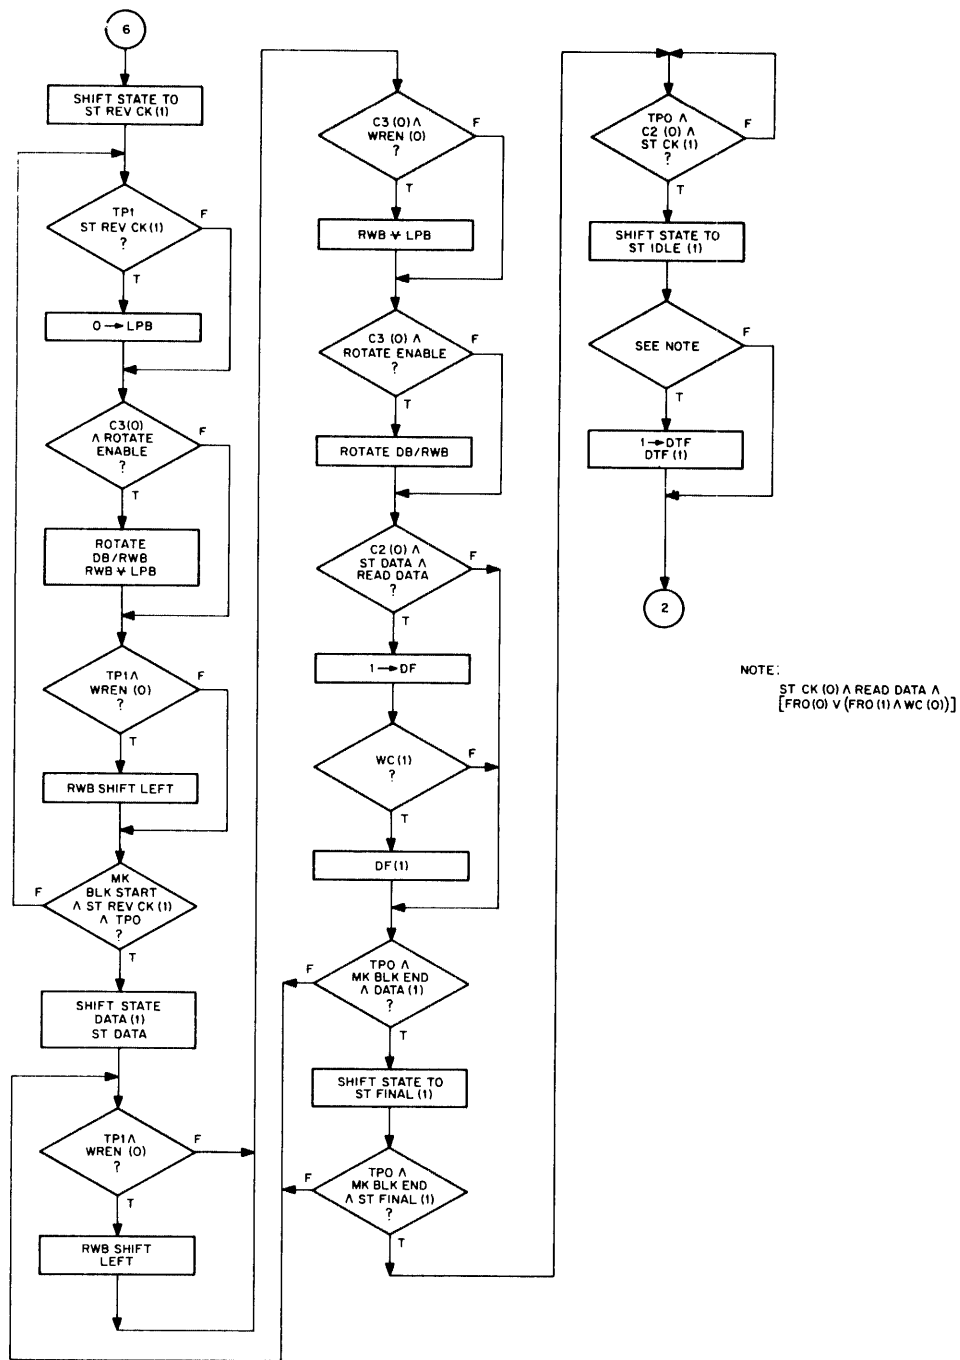 6
SHIFT STATE TO
ST REV CK(1)
TP1
ST REV CK(1)
?
F
T
0→LPB
C3(0)
∧ ROTATE
ENABLE
?
F
T
ROTATE
DB/RWB
RWB ⊻ LPB
TP1∧
WREN (0)
?
F
T
RWB SHIFT LEFT
MK
BLK START
∧ ST REV CK(1)
∧ TP0
?
F
T
SHIFT STATE
DATA (1)
ST DATA
TP1∧
WREN (0)
?
F
T
RWB SHIFT
LEFT
C3 (0) ∧
WREN (0)
?
F
T
RWB ⊻ LPB
C3 (0) ∧
ROTATE ENABLE
?
F
T
ROTATE DB/RWB
C2(0) ∧
ST DATA ∧
READ DATA
?
F
T
1→DF
WC(1)
?
F
T
DF(1)
TP0 ∧
MK BLK END
∧ DATA(1)
?
F
T
SHIFT STATE TO
ST FINAL (1)
TP0 ∧
MK BLK END
∧ ST FINAL (1)
?
F
T
TP0 ∧
C2 (0) ∧
ST CK (1)
?
F
T
SHIFT STATE TO
ST IDLE (1)
SEE NOTE
F
T
1→DTF
DTF (1)
2
NOTE:
ST CK (0) ∧ READ DATA ∧
[FR0(0) ∨ (FR0(1) ∧ WC(0))]